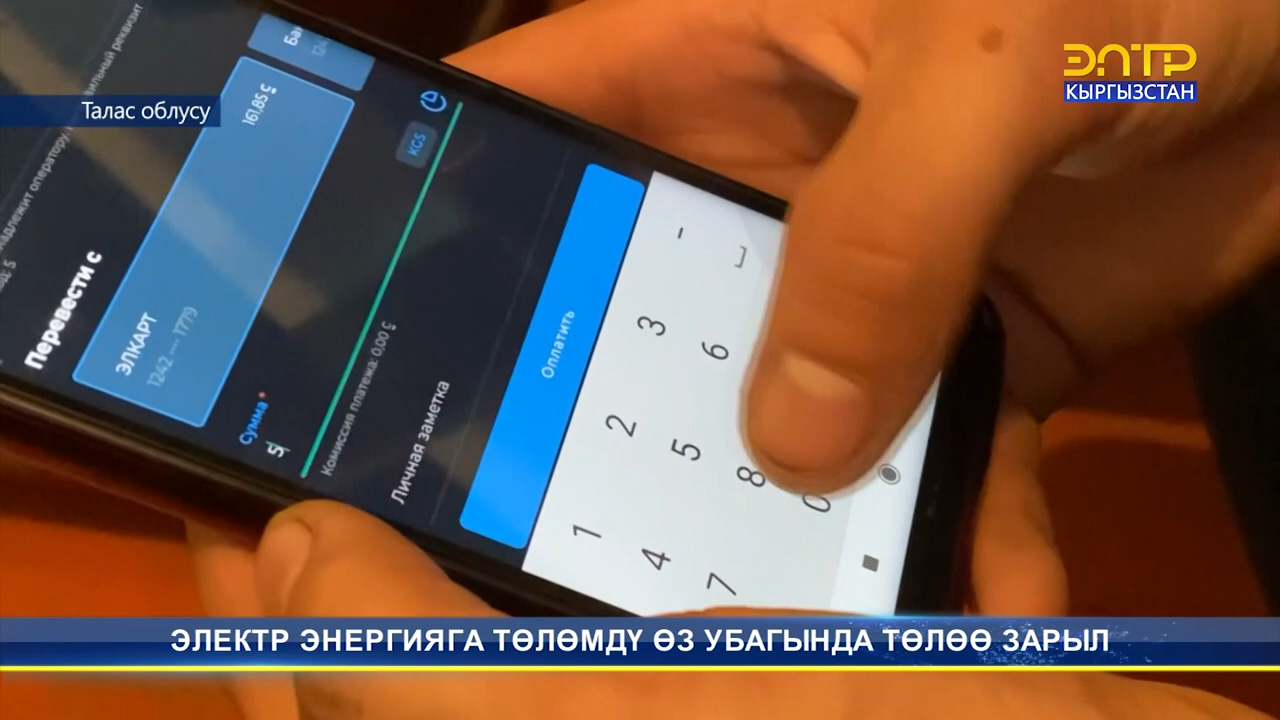 ЭЛТР
КЫРГЫЗСТАН
Талас облусу
Перевести с
ЭЛКАРТ
1242 ···· 1779
161,85 с
Сумма *
5
KGS
Комиссия платежа: 0,00 с
Личная заметка
Оплатить
1 2 3 -
4 5 6
7 8
0
ЭЛЕКТР ЭНЕРГИЯГА ТӨЛӨМДҮ ӨЗ УБАГЫНДА ТӨЛӨӨ ЗАРЫЛ